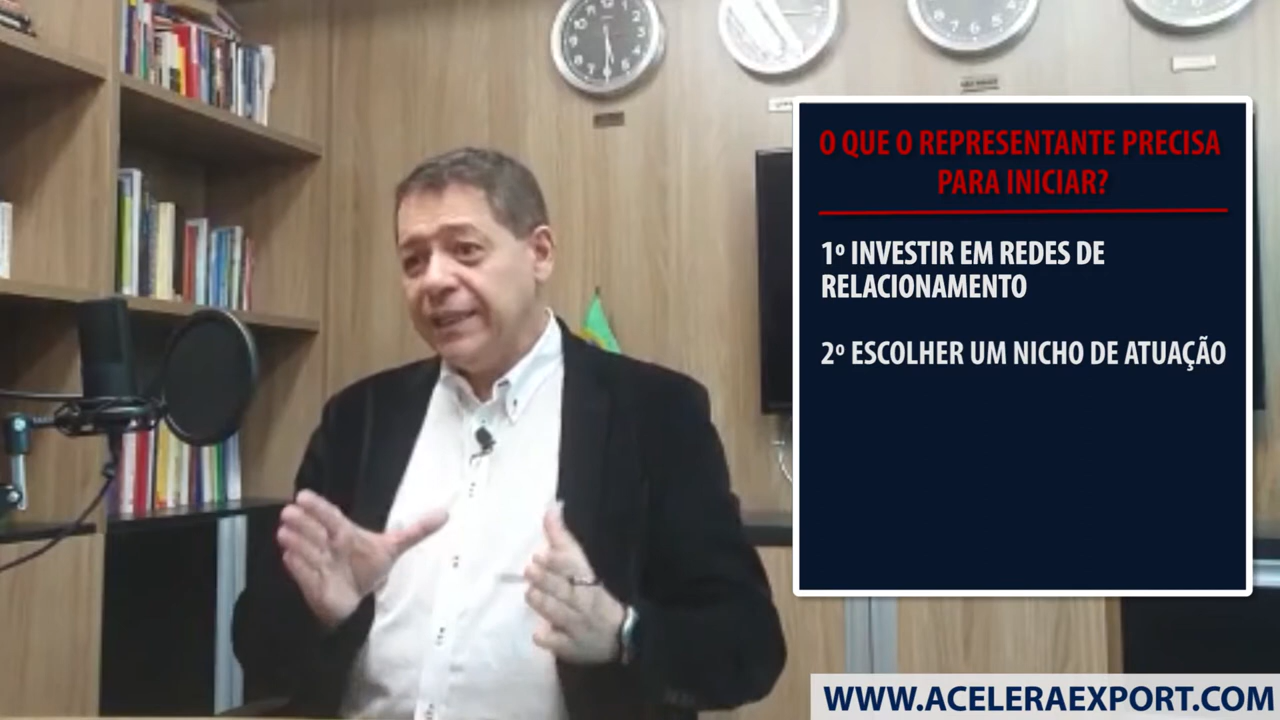 O QUE O REPRESENTANTE PRECISA
PARA INICIAR?
1º INVESTIR EM REDES DE
RELACIONAMENTO
2º ESCOLHER UM NICHO DE ATUAÇÃO
WWW.ACELERAEXPORT.COM